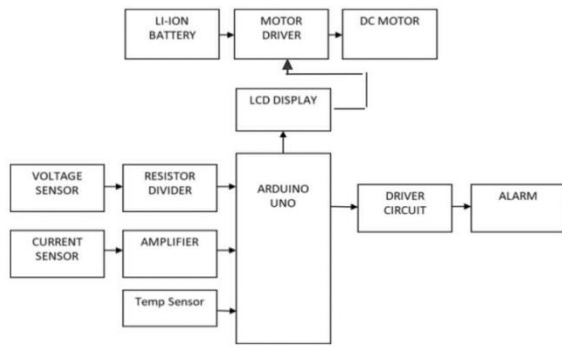 LI-ION
BATTERY
MOTOR
DRIVER
DC MOTOR
LCD DISPLAY
VOLTAGE
SENSOR
RESISTOR
DIVIDER
ARDUINO
UNO
DRIVER
CIRCUIT
ALARM
CURRENT
SENSOR
AMPLIFIER
Temp Sensor